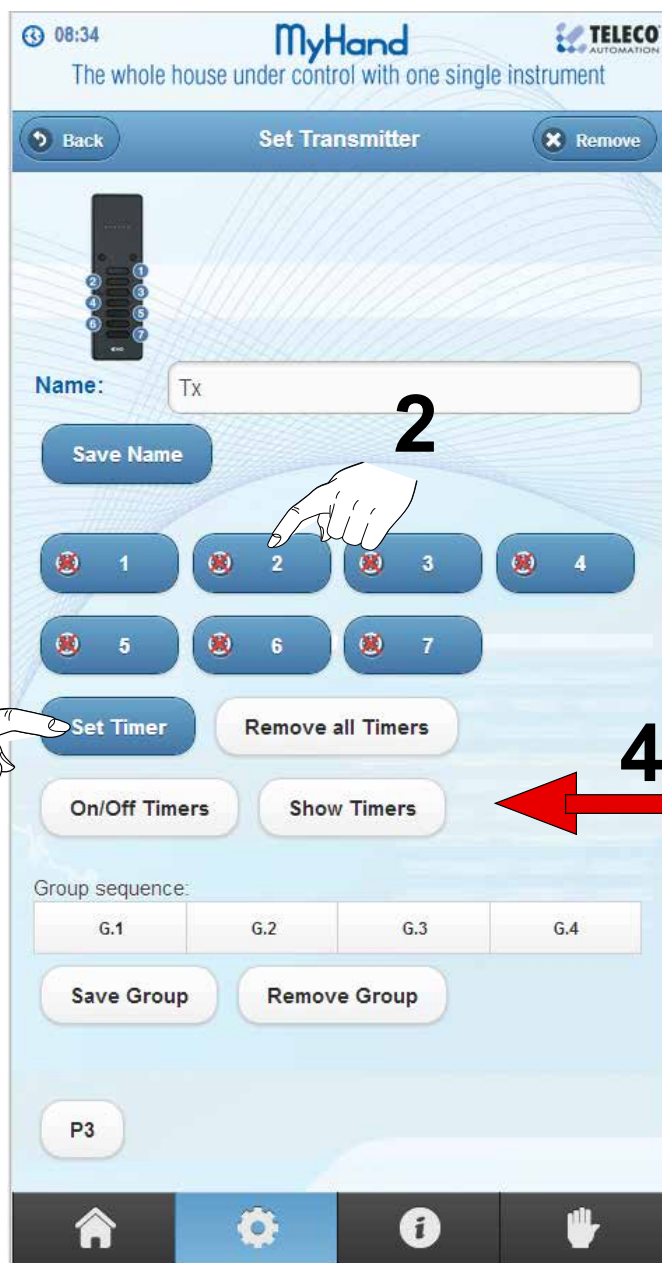 08:34
MyHand
TELECO
AUTOMATION
The whole house under control with one single instrument
Back
Set Transmitter
Remove
1
2
3
4
5
6
7
Name:
Tx
2
Save Name
1 2 3 4
5 6 7
Set Timer Remove all Timers
4
On/Off Timers Show Timers
Group sequence:
G.1 G.2 G.3 G.4
Save Group Remove Group
P3
i